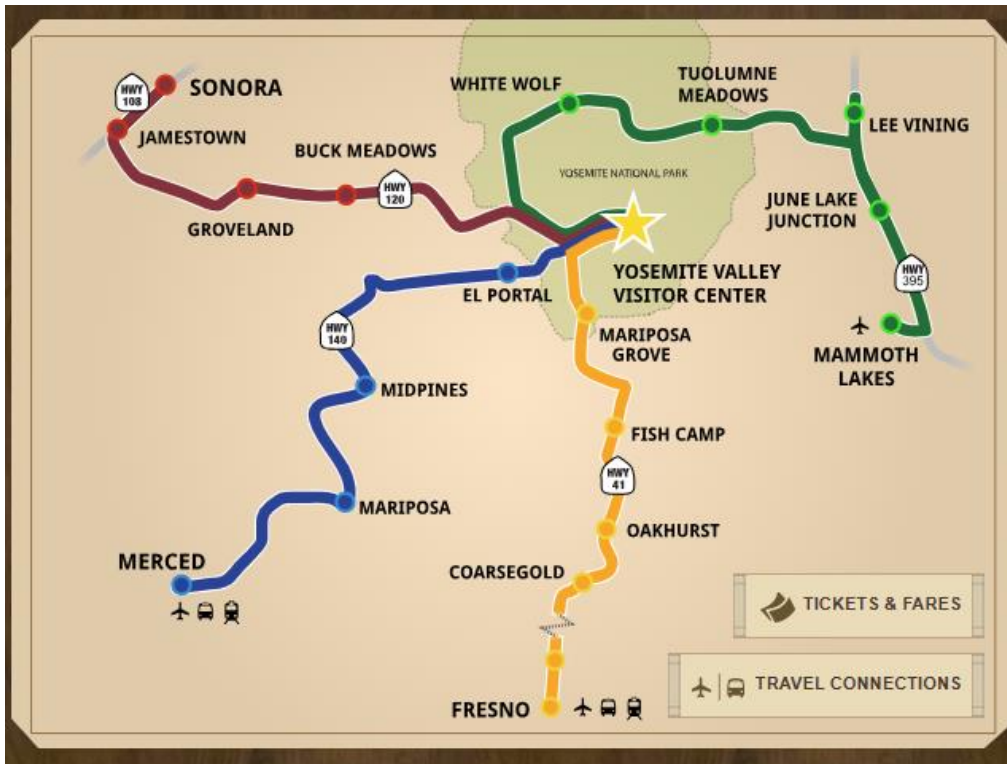 HWY
108
SONORA
JAMESTOWN
BUCK MEADOWS
HWY
120
GROVELAND
WHITE WOLF
TUOLUMNE
MEADOWS
LEE VINING
YOSEMITE NATIONAL PARK
JUNE LAKE
JUNCTION
HWY
395
MAMMOTH
LAKES
YOSEMITE VALLEY
VISITOR CENTER
EL PORTAL
MARIPOSA
GROVE
HWY
140
MIDPINES
FISH CAMP
HWY
41
MARIPOSA
OAKHURST
MERCED
COARSEGOLD
FRESNO
TICKETS & FARES
TRAVEL CONNECTIONS